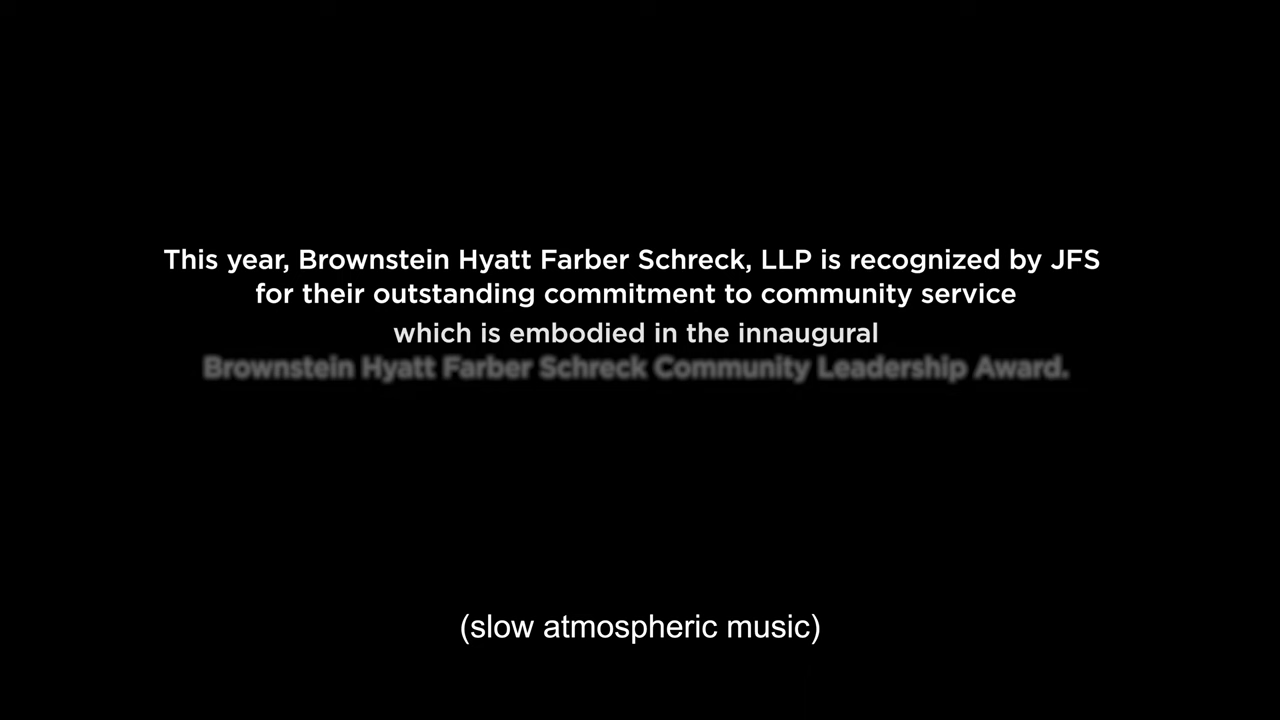 This year, Brownstein Hyatt Farber Schreck, LLP is recognized by JFS
for their outstanding commitment to community service
which is embodied in the innaugural
Brownstein Hyatt Farber Schreck Community Leadership Award.
(slow atmospheric music)